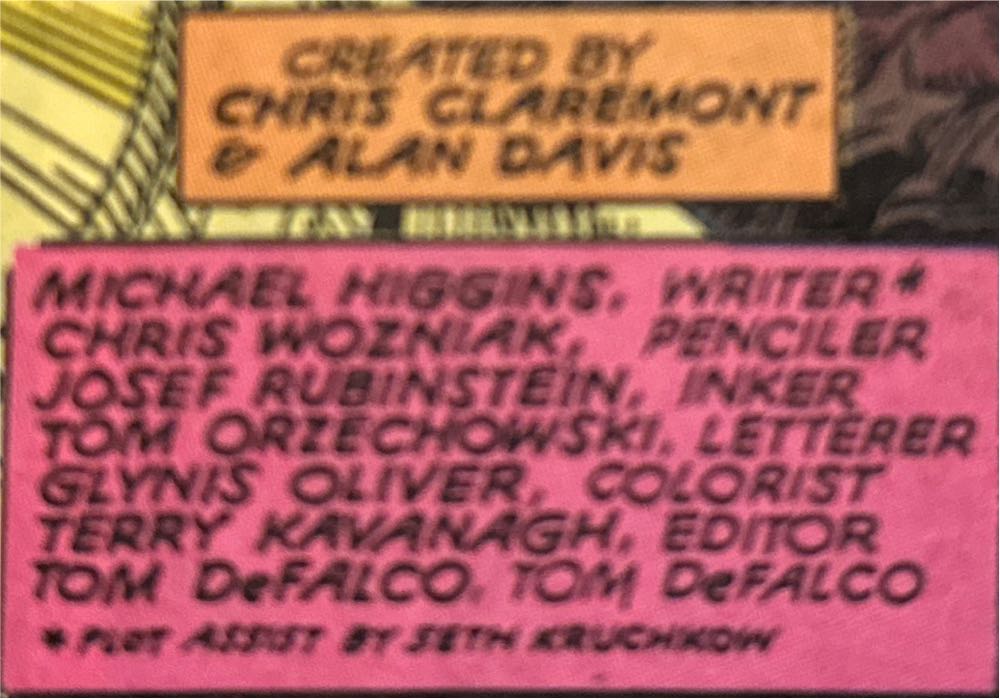 CREATED BY
CHRIS CLAREMONT
& ALAN DAVIS
MICHAEL HIGGINS, WRITER*
CHRIS WOZNIAK, PENCILER
JOSEF RUBINSTEIN, INKER
TOM ORZECHOWSKI, LETTERER
GLYNIS OLIVER, COLORIST
TERRY KAVANAGH, EDITOR
TOM DeFALCO, TOM DeFALCO
* PLOT ASSIST BY SETH KRUCHKOW